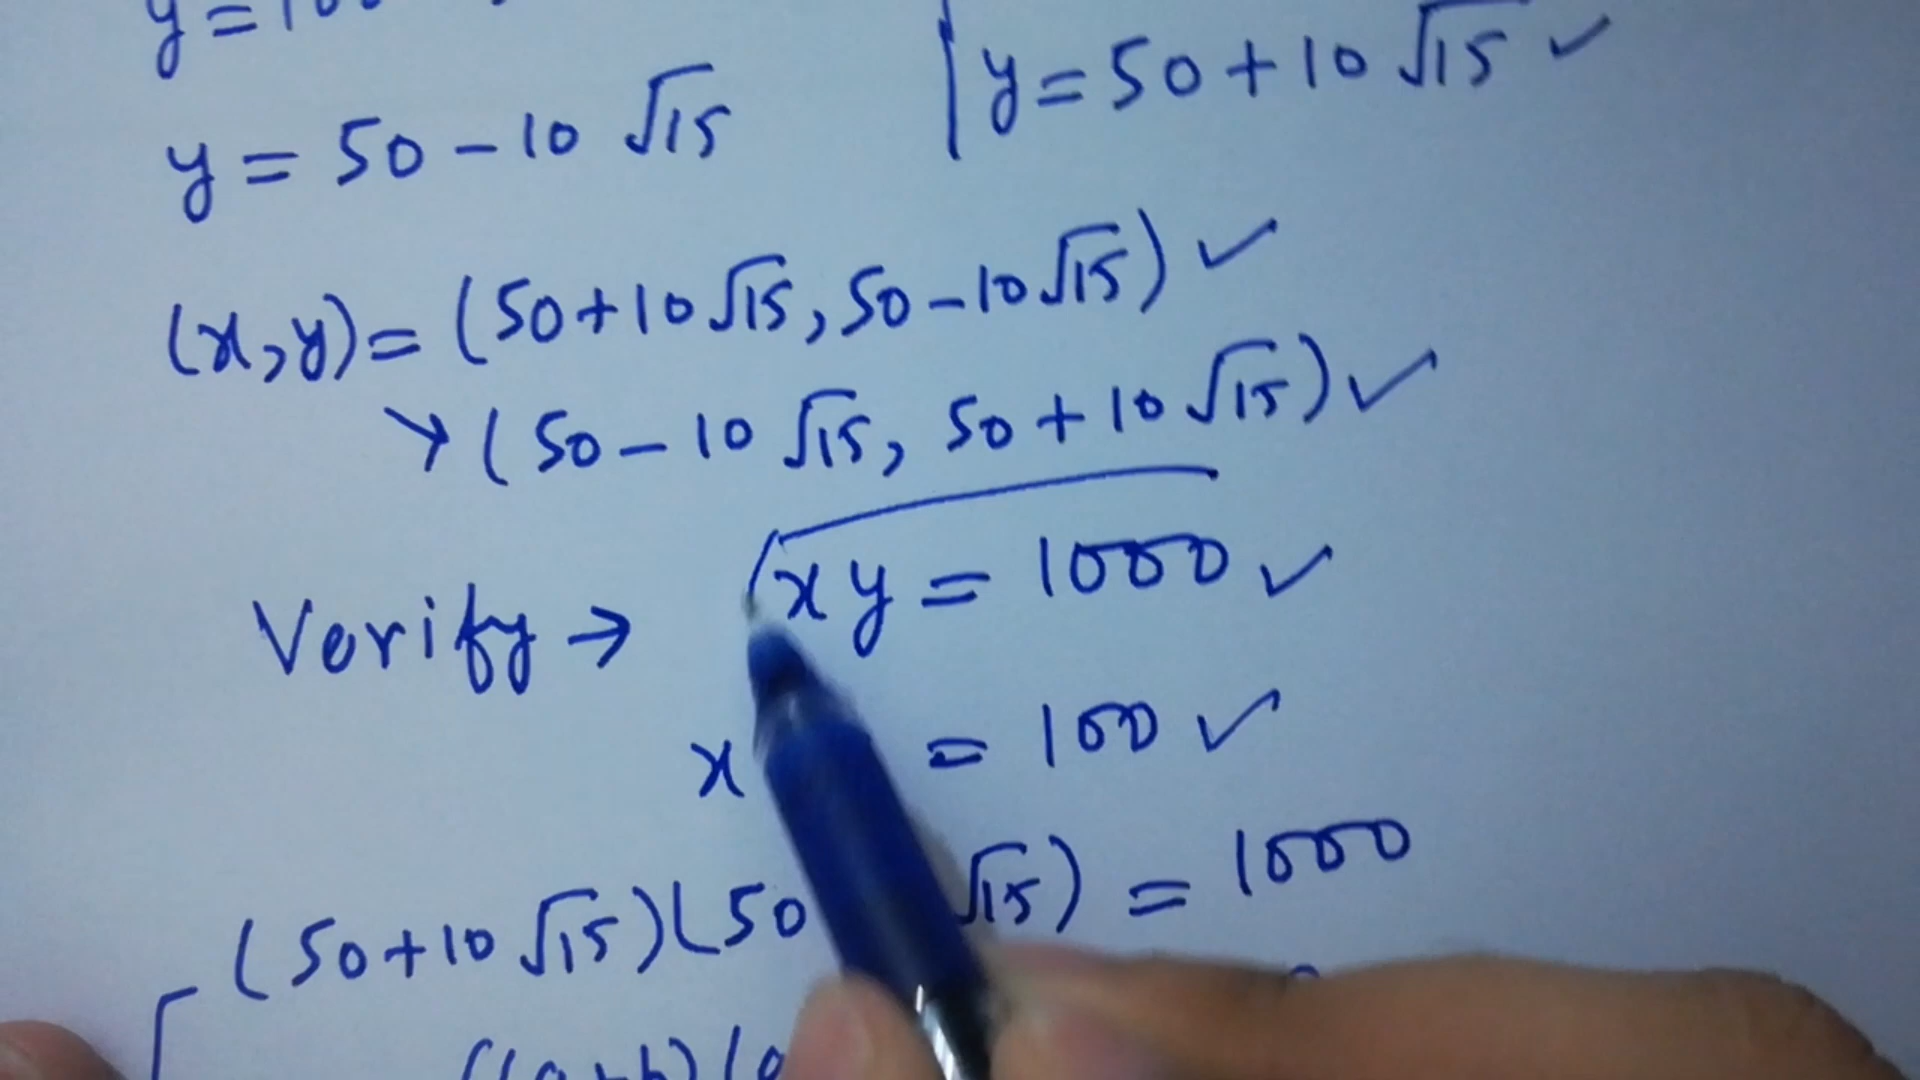 y = 100
y = 50 - 10 √15
y = 50 + 10 √15 ✓
(x,y) = (50+10√15, 50-10√15) ✓
→ (50 - 10 √15, 50 + 10 √15) ✓
Verify → xy = 1000 ✓
x = 100 ✓
(50+10√15)(50 √15) = 1000
((a+b)(a